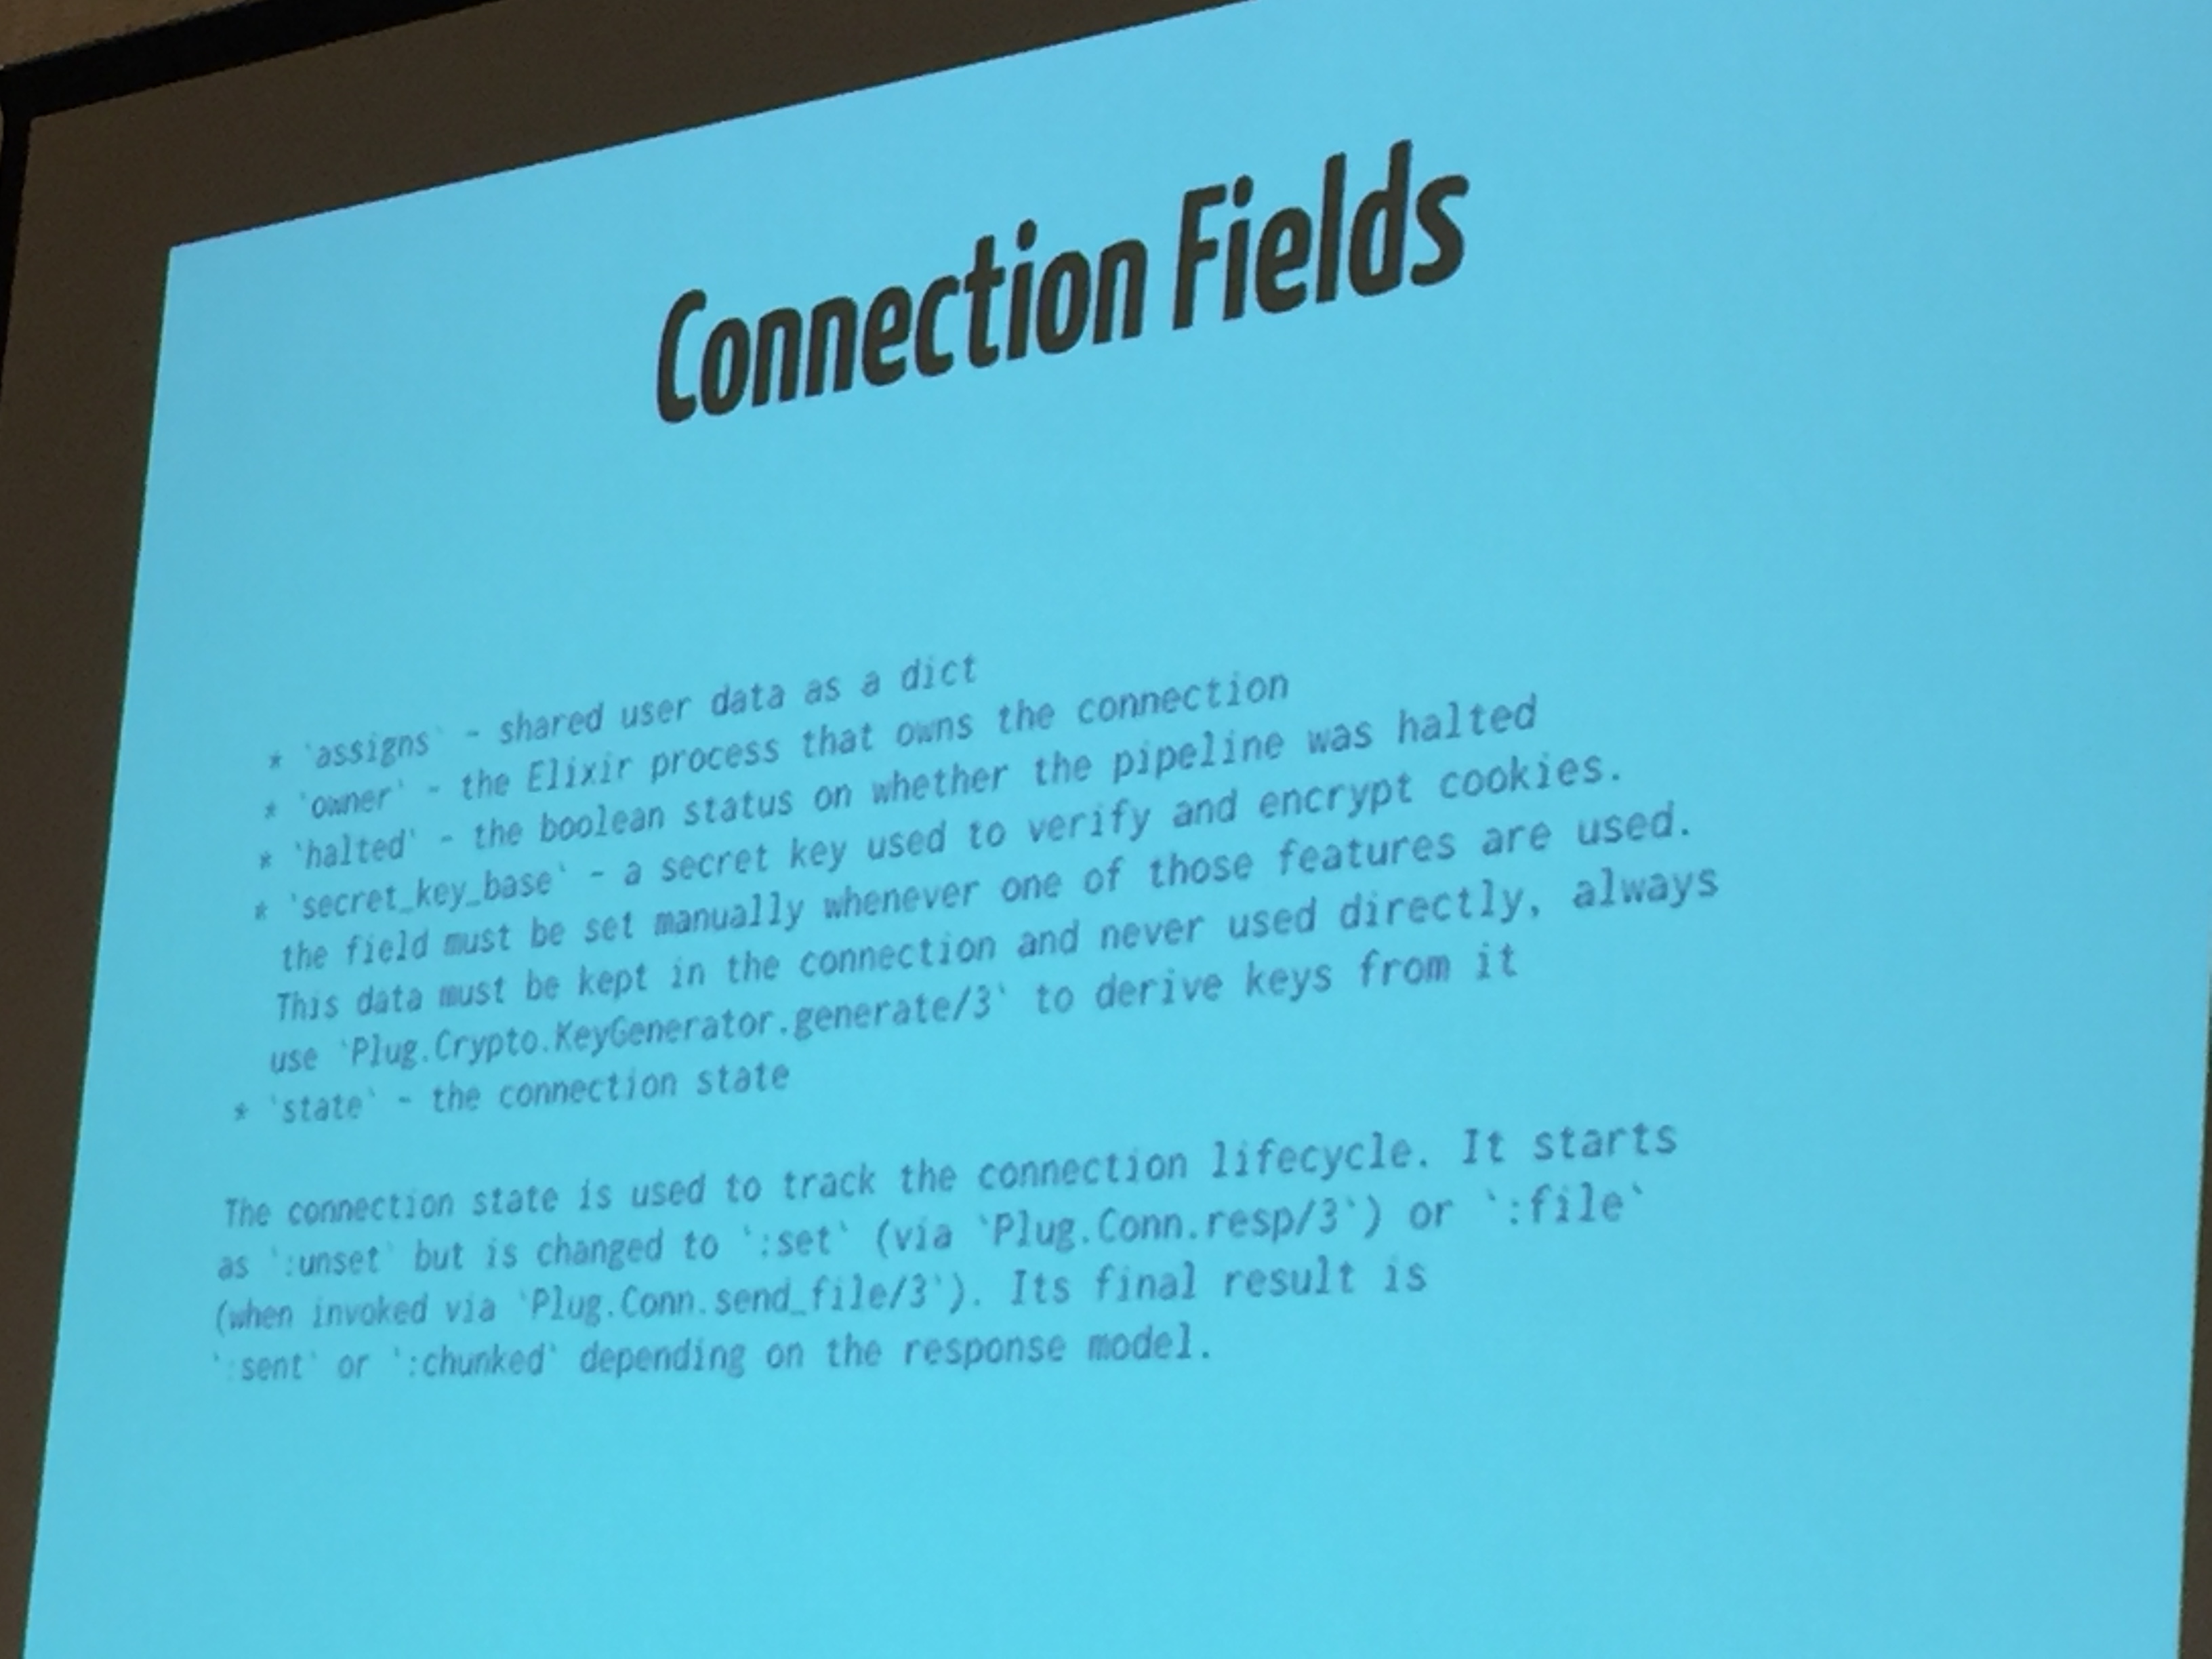 Connection Fields
* `assigns` - shared user data as a dict
* `owner` - the Elixir process that owns the connection
* `halted` - the boolean status on whether the pipeline was halted
* `secret_key_base` - a secret key used to verify and encrypt cookies.
the field must be set manually whenever one of those features are used.
This data must be kept in the connection and never used directly, always
use `Plug.Crypto.KeyGenerator.generate/3` to derive keys from it
* `state` - the connection state
The connection state is used to track the connection lifecycle. It starts
as `:unset` but is changed to `:set` (via `Plug.Conn.resp/3`) or `:file`
(when invoked via `Plug.Conn.send_file/3`). Its final result is
`:sent` or `:chunked` depending on the response model.